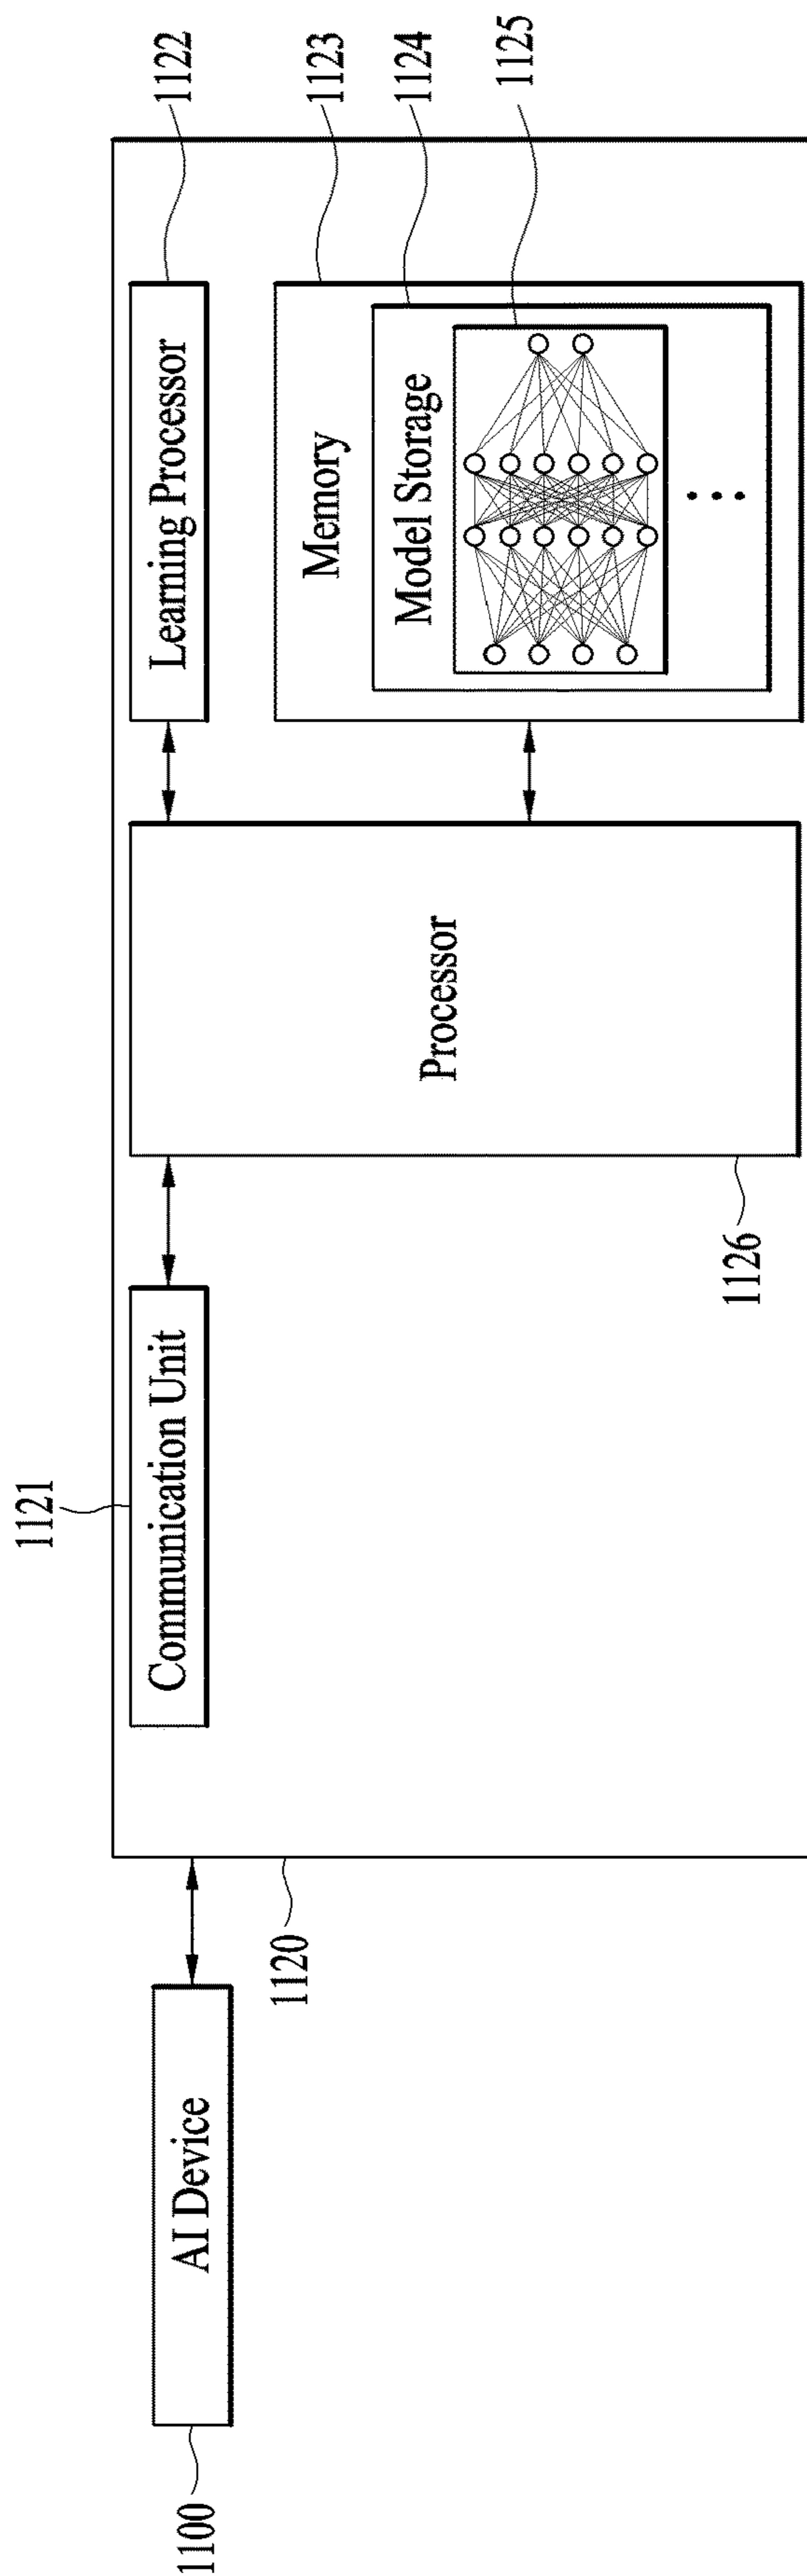 1100
AI Device
1120
1121
Communication Unit
1126
Processor
Learning Processor
1122
Memory
1123
Model Storage
1124
1125